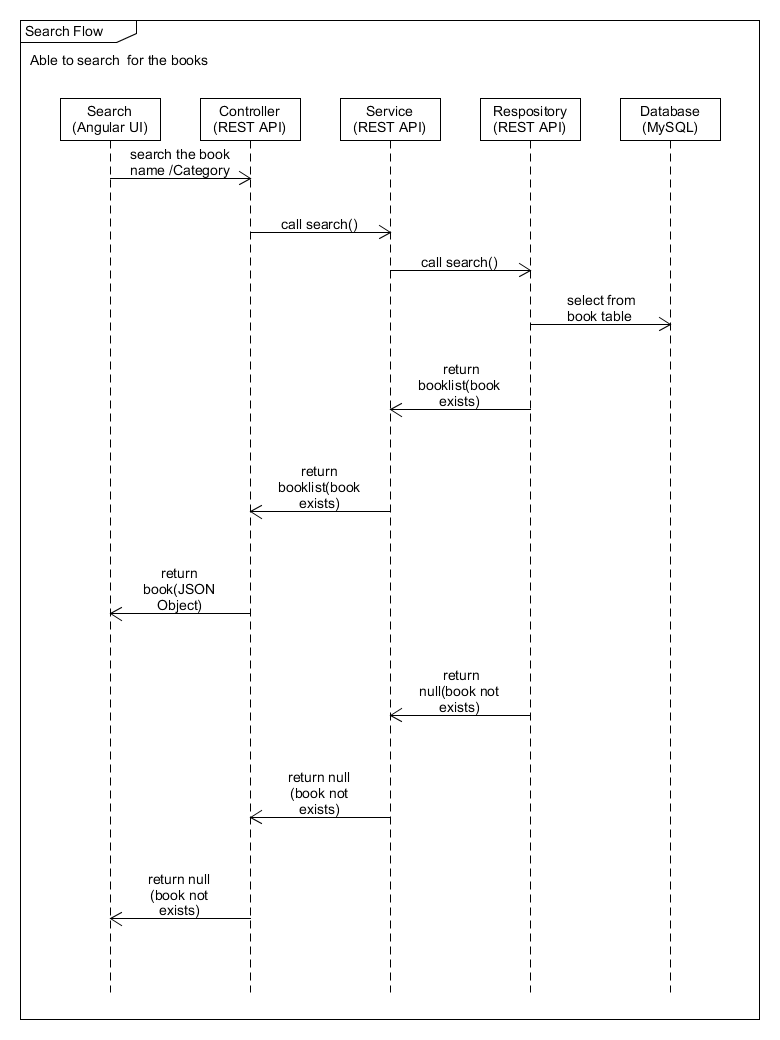 Search Flow
Able to search  for the books
Search
(Angular UI)
Controller
(REST API)
Service
(REST API)
Respository
(REST API)
Database
(MySQL)
search the book
name /Category
call search()
call search()
select from
book table
return
booklist(book
exists)
return
booklist(book
exists)
return
book(JSON
Object)
return
null(book not
exists)
return null
(book not
exists)
return null
(book not
exists)